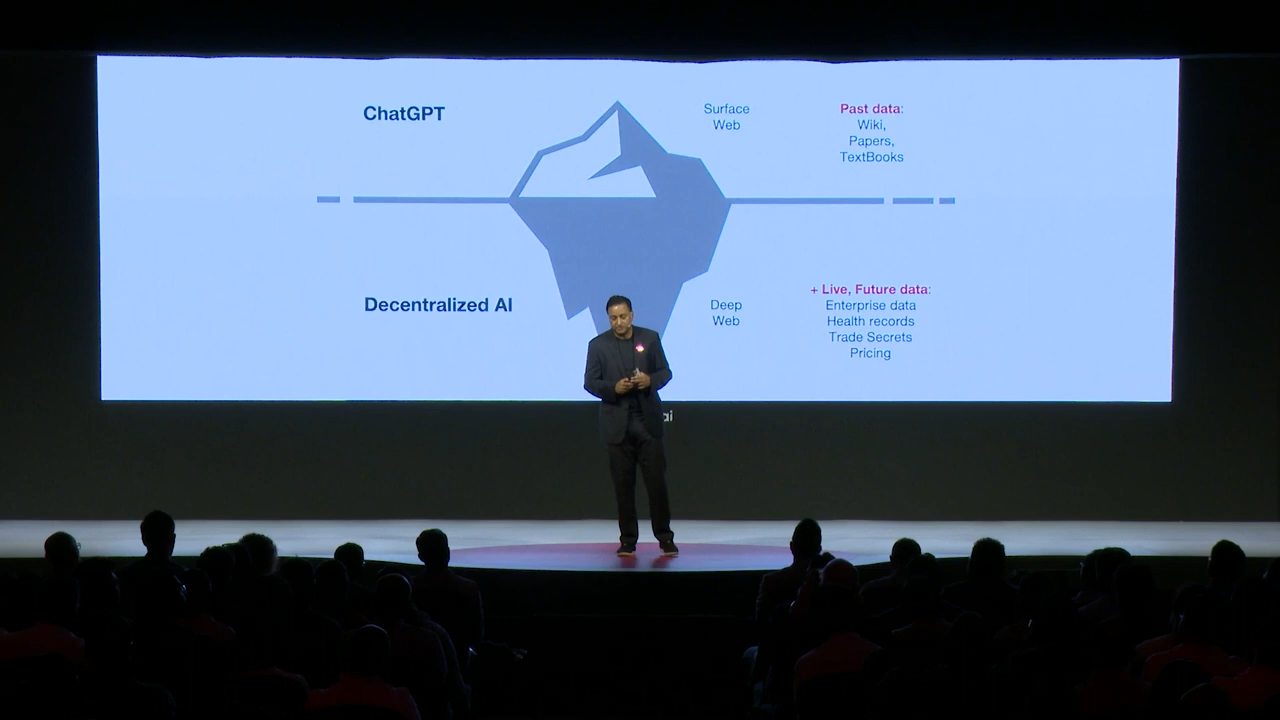 ChatGPT
Surface
Web
Past data:
Wiki,
Papers,
TextBooks
Decentralized AI
Deep
Web
+ Live, Future data:
Enterprise data
Health records
Trade Secrets
Pricing
ai